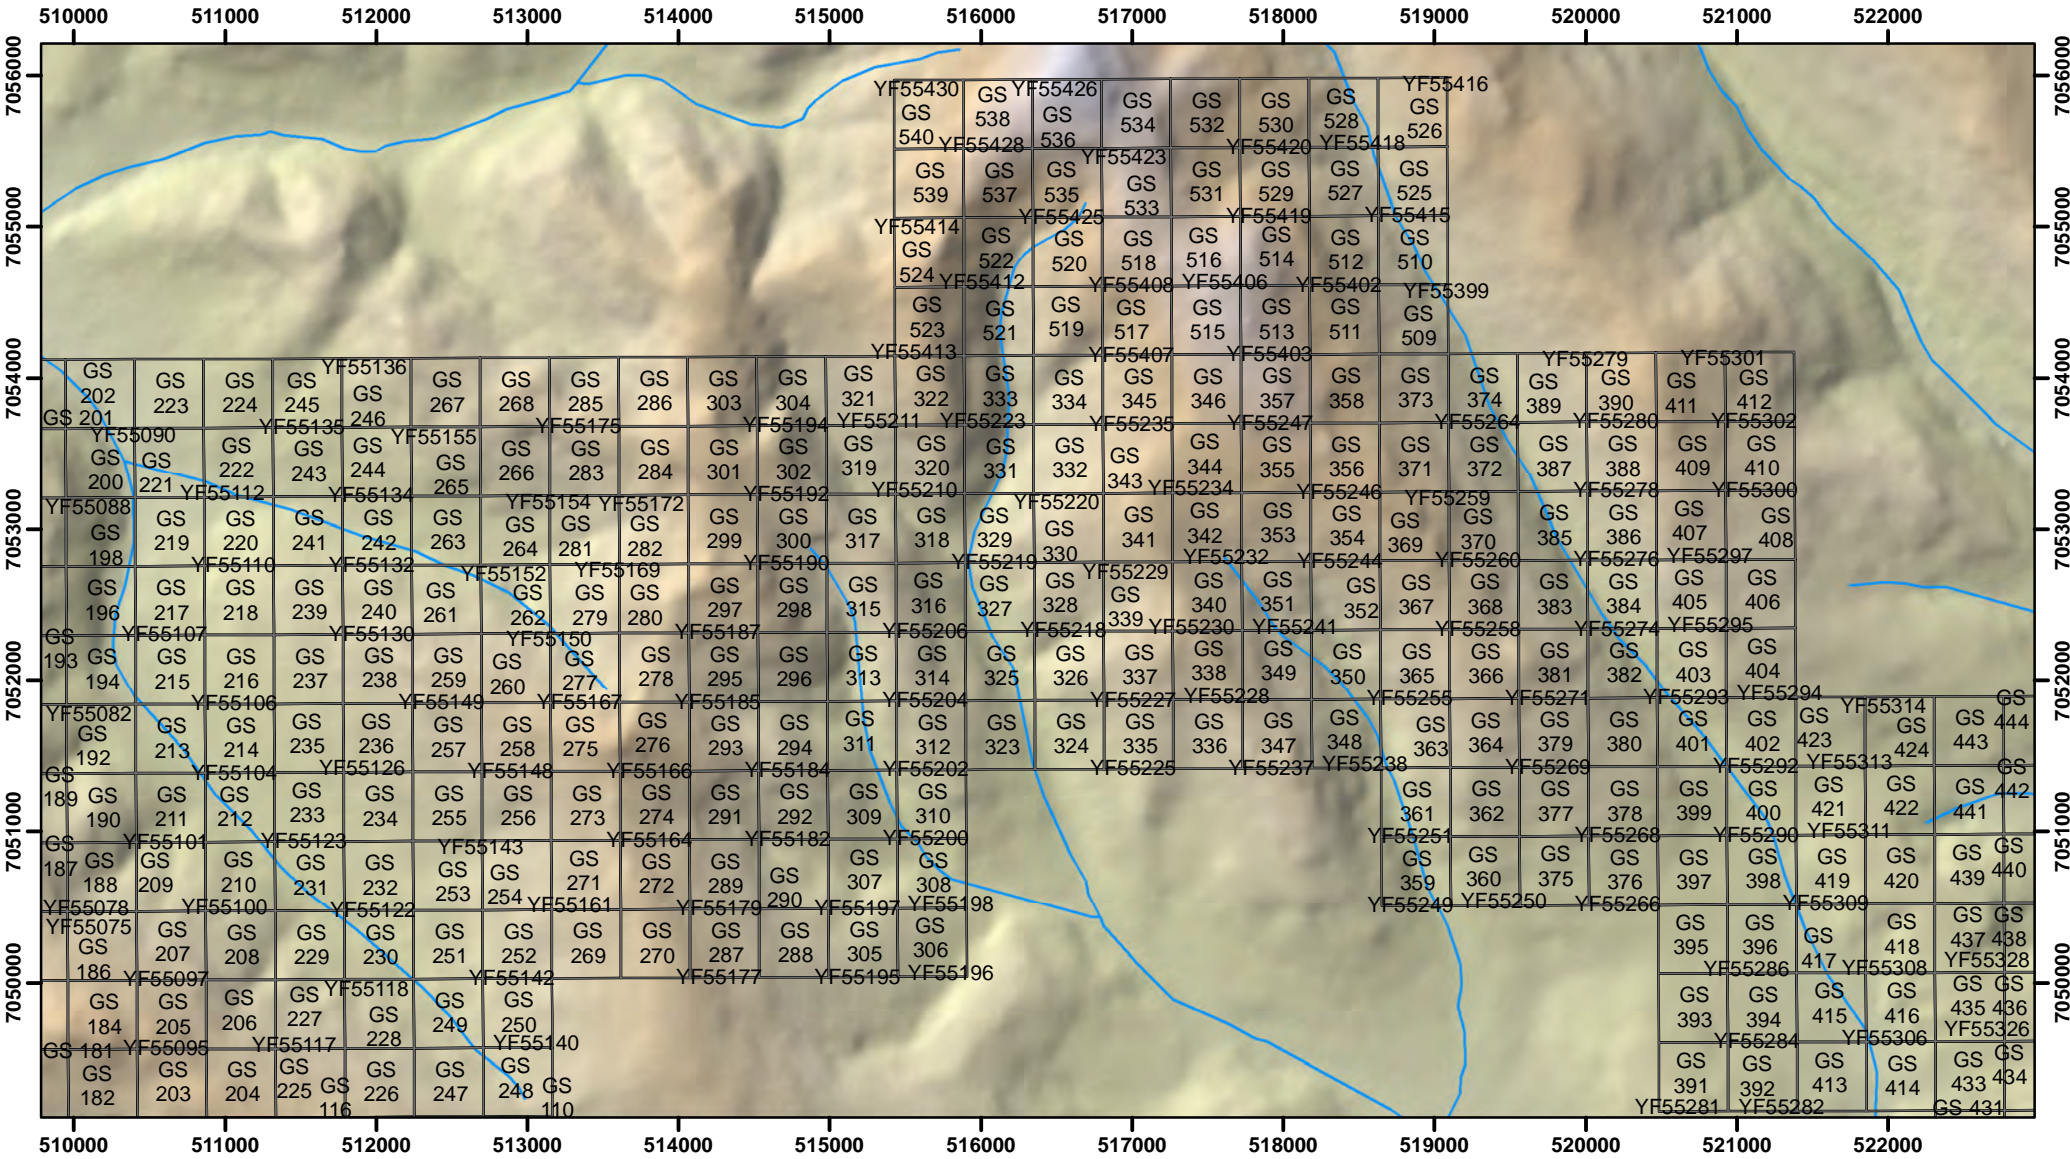 510000 511000 512000 513000 514000 515000 516000 517000 518000 519000 520000 521000 522000
7056000 7056000
YF55430 YF55426 YF55416
GS 540 GS 538 GS 536 GS 534 GS 532 GS 530 GS 528 GS 526
YF55428 YF55420 YF55418
YF55423
GS 539 GS 537 GS 535 GS 533 GS 531 GS 529 GS 527 GS 525
7055000 YF55425 YF55419 YF55415 7055000
YF55414
GS 524 GS 522 GS 520 GS 518 GS 516 GS 514 GS 512 GS 510
YF55412 YF55408 YF55406 YF55402 YF55399
GS 523 GS 521 GS 519 GS 517 GS 515 GS 513 GS 511 GS 509
YF55413 YF55407 YF55403 YF55279 YF55301
7054000 YF55136 7054000
GS 202 GS 223 GS 224 GS 245 GS 246 GS 267 GS 268 GS 285 GS 286 GS 303 GS 304 GS 321 GS 322 GS 333 GS 334 GS 345 GS 346 GS 357 GS 358 GS 373 GS 374 GS 389 GS 390 GS 411 GS 412
GS 201 YF55135 YF55175 YF55194 YF55211 YF55223 YF55235 YF55247 YF55264 YF55280 YF55302
YF55090 YF55155
GS 200 GS 221 GS 222 GS 243 GS 244 GS 265 GS 266 GS 283 GS 284 GS 301 GS 302 GS 319 GS 320 GS 331 GS 332 GS 343 GS 344 GS 355 GS 356 GS 371 GS 372 GS 387 GS 388 GS 409 GS 410
YF55112 YF55134 YF55192 YF55210 YF55234 YF55246 YF55278 YF55300
YF55088 YF55154 YF55172 YF55220 YF55259
7053000 7053000
GS 198 GS 219 GS 220 GS 241 GS 242 GS 263 GS 264 GS 281 GS 282 GS 299 GS 300 GS 317 GS 318 GS 329 GS 330 GS 341 GS 342 GS 353 GS 354 GS 369 GS 370 GS 385 GS 386 GS 407 GS 408
YF55110 YF55132 YF55190 YF55219 YF55232 YF55244 YF55260 YF55276 YF55297
YF55152 YF55169 YF55229
GS 196 GS 217 GS 218 GS 239 GS 240 GS 261 GS 262 GS 279 GS 280 GS 297 GS 298 GS 315 GS 316 GS 327 GS 328 GS 339 GS 340 GS 351 GS 352 GS 367 GS 368 GS 383 GS 384 GS 405 GS 406
YF55107 YF55130 YF55150 YF55187 YF55206 YF55218 YF55230 YF55241 YF55258 YF55274 YF55295
7052000 7052000
GS 193 GS 194 GS 215 GS 216 GS 237 GS 238 GS 259 GS 260 GS 277 GS 278 GS 295 GS 296 GS 313 GS 314 GS 325 GS 326 GS 337 GS 338 GS 349 GS 350 GS 365 GS 366 GS 381 GS 382 GS 403 GS 404
YF55106 YF55149 YF55167 YF55185 YF55204 YF55227 YF55228 YF55255 YF55271 YF55293 YF55294
YF55082 YF55314
GS 192 GS 213 GS 214 GS 235 GS 236 GS 257 GS 258 GS 275 GS 276 GS 293 GS 294 GS 311 GS 312 GS 323 GS 324 GS 335 GS 336 GS 347 GS 348 GS 363 GS 364 GS 379 GS 380 GS 401 GS 402 GS 423 GS 424 GS 443 GS 444
YF55104 YF55126 YF55148 YF55166 YF55184 YF55202 YF55225 YF55237 YF55238 YF55269 YF55292 YF55313
GS 189 GS 190 GS 211 GS 212 GS 233 GS 234 GS 255 GS 256 GS 273 GS 274 GS 291 GS 292 GS 309 GS 310 GS 361 GS 362 GS 377 GS 378 GS 399 GS 400 GS 421 GS 422 GS 441 GS 442
7051000 7051000
YF55101 YF55123 YF55143 YF55164 YF55182 YF55200 YF55251 YF55268 YF55290 YF55311
GS 187 GS 188 GS 209 GS 210 GS 231 GS 232 GS 253 GS 254 GS 271 GS 272 GS 289 GS 290 GS 307 GS 308 GS 359 GS 360 GS 375 GS 376 GS 397 GS 398 GS 419 GS 420 GS 439 GS 440
YF55078 YF55100 YF55122 YF55161 YF55179 YF55197 YF55198 YF55249 YF55250 YF55266 YF55309
YF55075
GS 186 GS 207 GS 208 GS 229 GS 230 GS 251 GS 252 GS 269 GS 270 GS 287 GS 288 GS 305 GS 306 GS 395 GS 396 GS 417 GS 418 GS 437 GS 438
YF55097 YF55142 YF55177 YF55195 YF55196 YF55286 YF55308 YF55328
7050000 YF55118 7050000
GS 184 GS 205 GS 206 GS 227 GS 228 GS 249 GS 250 GS 393 GS 394 GS 415 GS 416 GS 435 GS 436
GS 181 YF55095 YF55117 YF55140 YF55284 YF55306 YF55326
GS 182 GS 203 GS 204 GS 225 GS 116 GS 226 GS 247 GS 248 GS 110 GS 391 GS 392 GS 413 GS 414 GS 433 GS 434
YF55281 YF55282 GS 431
510000 511000 512000 513000 514000 515000 516000 517000 518000 519000 520000 521000 522000